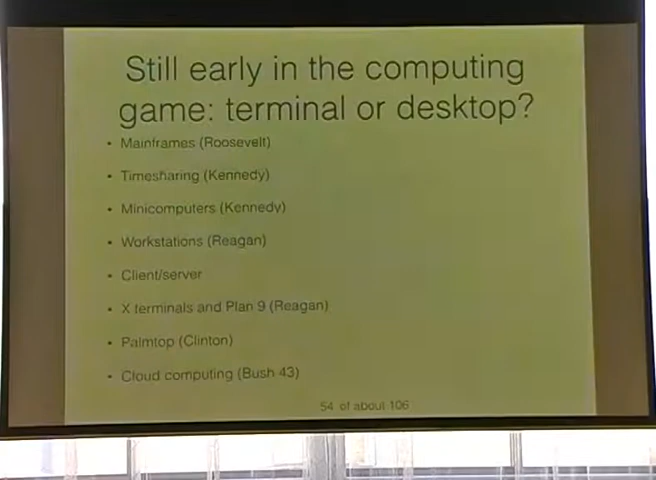 Still early in the computing
game: terminal or desktop?
• Mainframes (Roosevelt)
• Timesharing (Kennedy)
• Minicomputers (Kennedy)
• Workstations (Reagan)
• Client/server
• X terminals and Plan 9 (Reagan)
• Palmtop (Clinton)
• Cloud computing (Bush 43)
54 of about 106